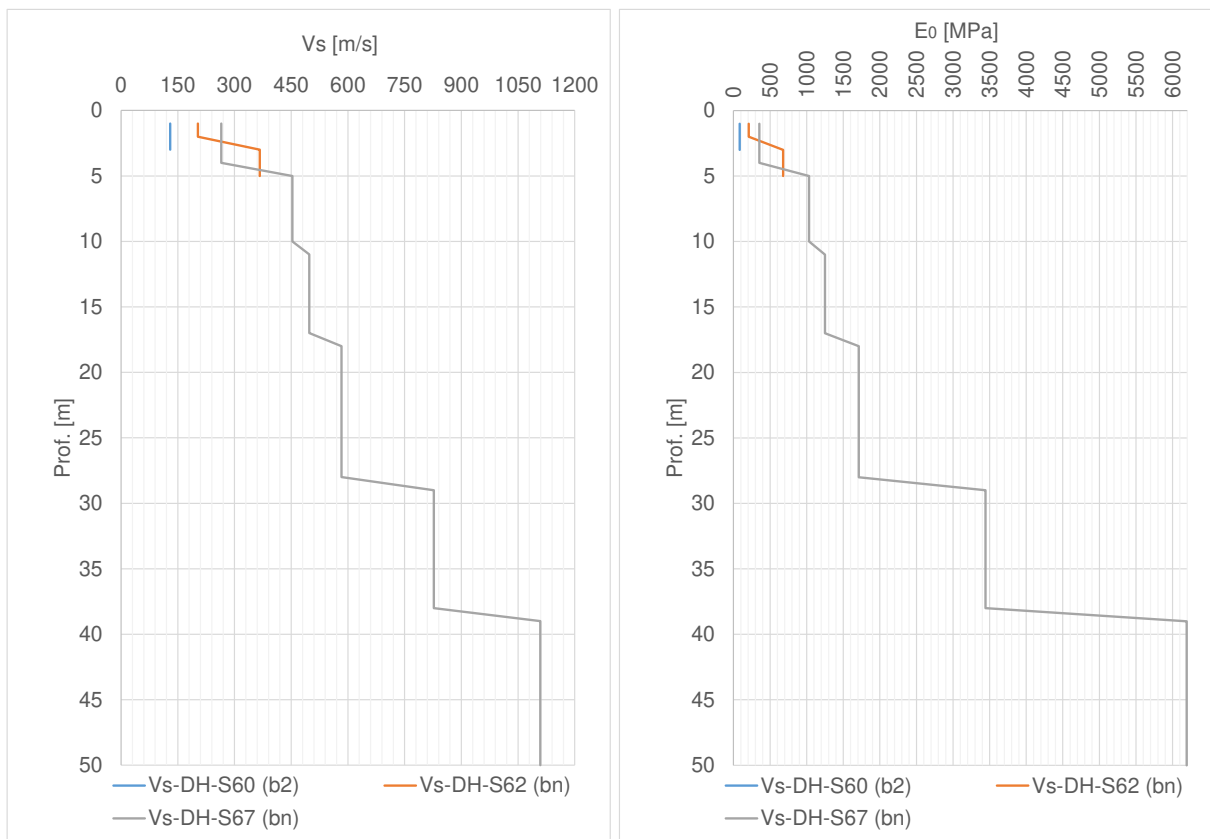 Vs [m/s]
0 150 300 450 600 750 900 1050 1200
0
5
10
15
20
25
30
35
40
45
50
Prof. [m]
Vs-DH-S60 (b2) Vs-DH-S62 (bn)
Vs-DH-S67 (bn)
E0 [MPa]
0 500 1000 1500 2000 2500 3000 3500 4000 4500 5000 5500 6000
0
5
10
15
20
25
30
35
40
45
50
Prof. [m]
Vs-DH-S60 (b2) Vs-DH-S62 (bn)
Vs-DH-S67 (bn)